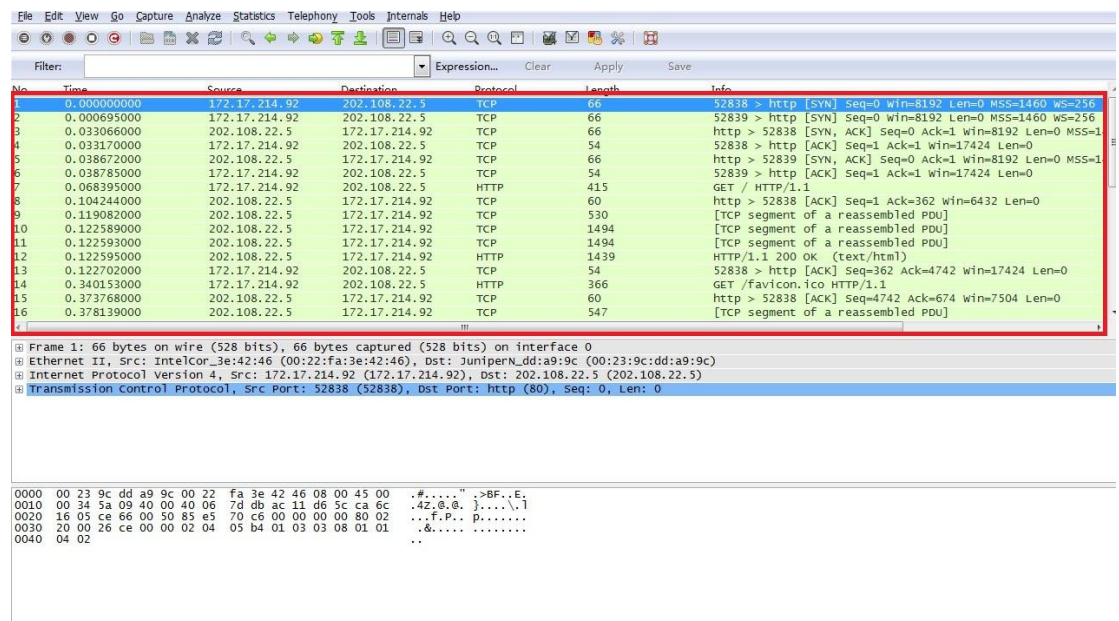 File Edit View Go Capture Analyze Statistics Telephony Tools Internals Help
Filter: Expression... Clear Apply Save
No. Time Source Destination Protocol Length Info
1 0.000000000 172.17.214.92 202.108.22.5 TCP 66 52838 > http [SYN] Seq=0 Win=8192 Len=0 MSS=1460 WS=256
2 0.000695000 172.17.214.92 202.108.22.5 TCP 66 52839 > http [SYN] Seq=0 Win=8192 Len=0 MSS=1460 WS=256
3 0.033066000 202.108.22.5 172.17.214.92 TCP 66 http > 52838 [SYN, ACK] Seq=0 Ack=1 Win=8192 Len=0 MSS=1
4 0.033170000 172.17.214.92 202.108.22.5 TCP 54 52838 > http [ACK] Seq=1 Ack=1 Win=17424 Len=0
5 0.038672000 202.108.22.5 172.17.214.92 TCP 66 http > 52839 [SYN, ACK] Seq=0 Ack=1 Win=8192 Len=0 MSS=1
6 0.038785000 172.17.214.92 202.108.22.5 TCP 54 52839 > http [ACK] Seq=1 Ack=1 Win=17424 Len=0
7 0.068395000 172.17.214.92 202.108.22.5 HTTP 415 GET / HTTP/1.1
8 0.104244000 202.108.22.5 172.17.214.92 TCP 60 http > 52838 [ACK] Seq=1 Ack=362 Win=6432 Len=0
9 0.119082000 202.108.22.5 172.17.214.92 TCP 530 [TCP segment of a reassembled PDU]
10 0.122589000 202.108.22.5 172.17.214.92 TCP 1494 [TCP segment of a reassembled PDU]
11 0.122593000 202.108.22.5 172.17.214.92 TCP 1494 [TCP segment of a reassembled PDU]
12 0.122595000 202.108.22.5 172.17.214.92 HTTP 1439 HTTP/1.1 200 OK (text/html)
13 0.122702000 172.17.214.92 202.108.22.5 TCP 54 52838 > http [ACK] Seq=362 Ack=4742 Win=17424 Len=0
14 0.340153000 172.17.214.92 202.108.22.5 HTTP 366 GET /favicon.ico HTTP/1.1
15 0.373768000 202.108.22.5 172.17.214.92 TCP 60 http > 52838 [ACK] Seq=4742 Ack=674 Win=7504 Len=0
16 0.378139000 202.108.22.5 172.17.214.92 TCP 547 [TCP segment of a reassembled PDU]
Frame 1: 66 bytes on wire (528 bits), 66 bytes captured (528 bits) on interface 0
Ethernet II, Src: IntelCor_3e:42:46 (00:22:fa:3e:42:46), Dst: JuniperN_dd:a9:9c (00:23:9c:dd:a9:9c)
Internet Protocol Version 4, Src: 172.17.214.92 (172.17.214.92), Dst: 202.108.22.5 (202.108.22.5)
Transmission Control Protocol, Src Port: 52838 (52838), Dst Port: http (80), Seq: 0, Len: 0
0000 00 23 9c dd a9 9c 00 22 fa 3e 42 46 08 00 45 00 .#....." .>BF..E.
0010 00 34 5a 09 40 00 40 06 7d db ac 11 d6 5c ca 6c .4Z.@.@. }....\.l
0020 16 05 ce 66 00 50 85 e5 70 c6 00 00 00 00 80 02 ...f.P.. p.......
0030 20 00 26 ce 00 00 02 04 05 b4 01 03 03 08 01 01 .&..... ........
0040 04 02 ..